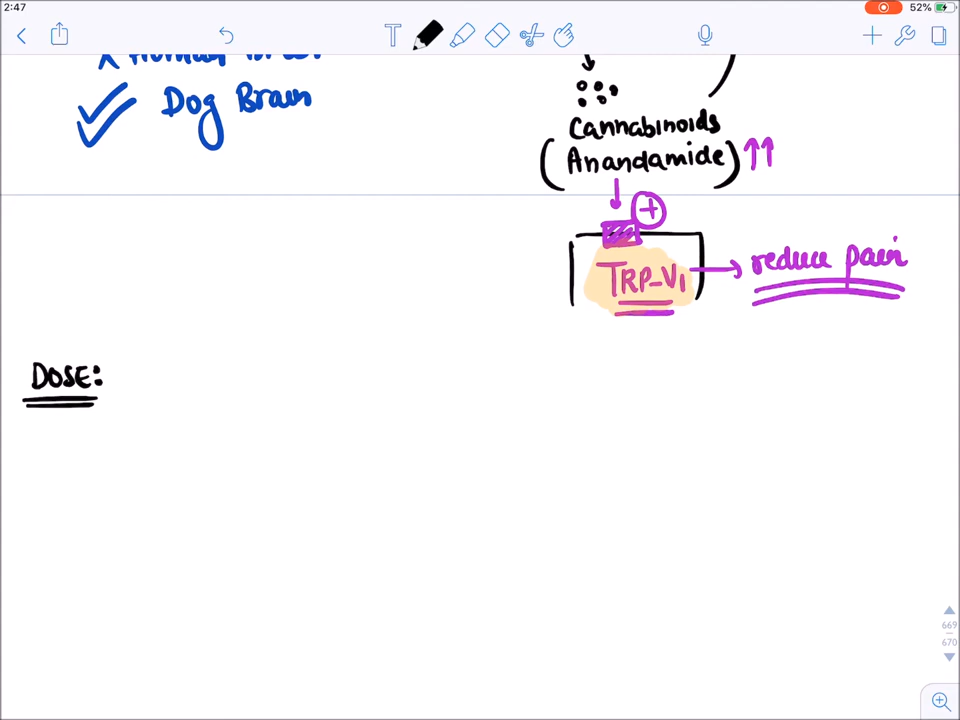 2:47
52%
T
Dog Brain
Cannabinoids
(Anandamide) ↑↑
+
TRP-V1 → reduce pain
DOSE:
669
670